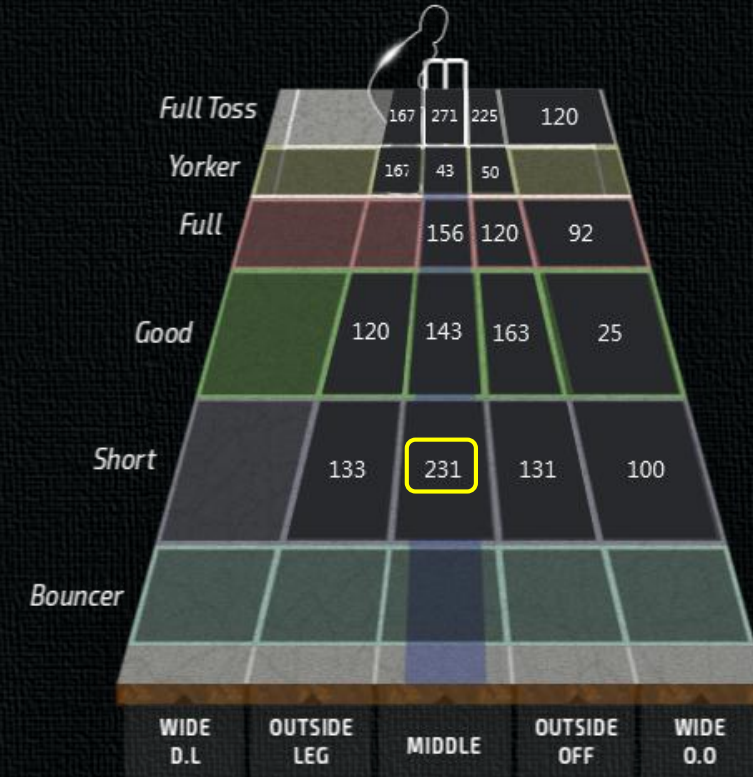 Full Toss 167 271 225 120
Yorker 167 43 50
Full 156 120 92
Good 120 143 163 25
Short 133 231 131 100
Bouncer
WIDE D.L
OUTSIDE LEG
MIDDLE
OUTSIDE OFF
WIDE O.O